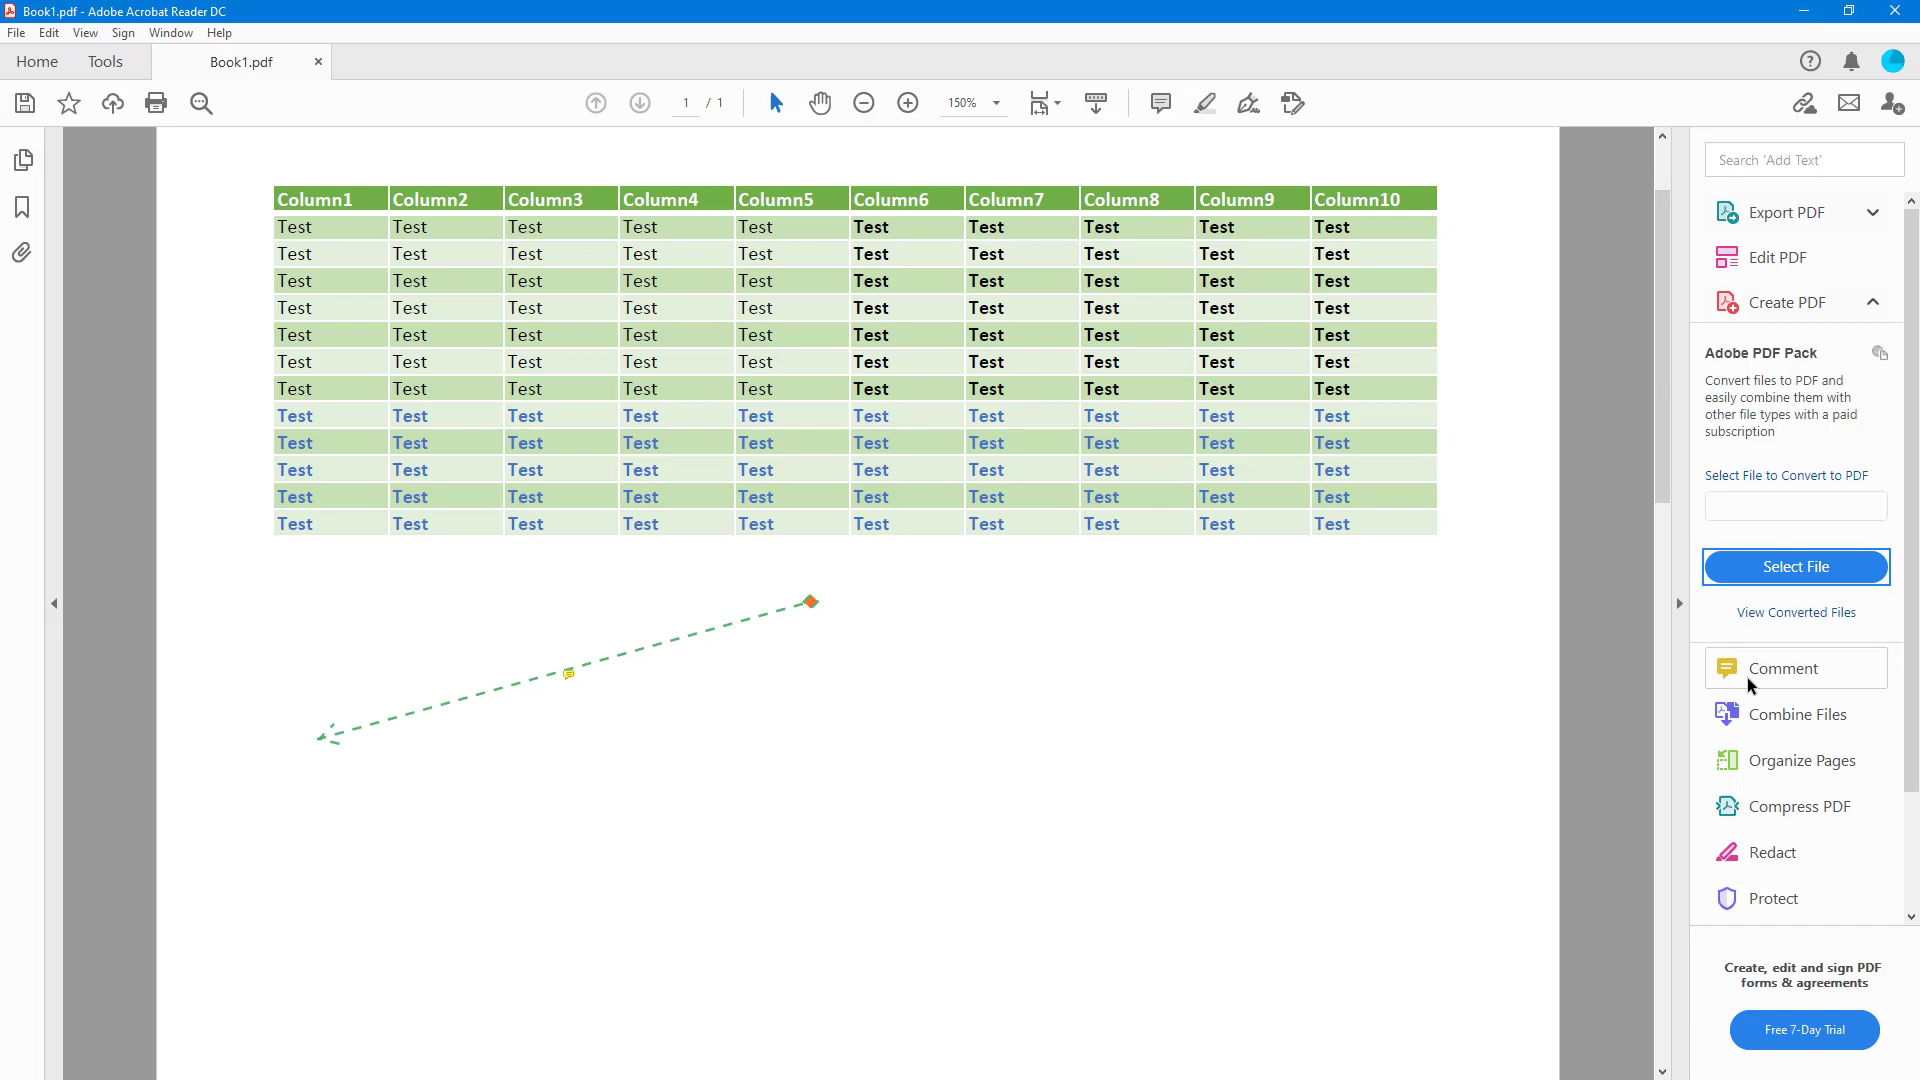 Book1.pdf - Adobe Acrobat Reader DC
File Edit View Sign Window Help
Home Tools Book1.pdf
1 / 1 150%
Column1 Column2 Column3 Column4 Column5 Column6 Column7 Column8 Column9 Column10
Test Test Test Test Test Test Test Test Test Test
Test Test Test Test Test Test Test Test Test Test
Test Test Test Test Test Test Test Test Test Test
Test Test Test Test Test Test Test Test Test Test
Test Test Test Test Test Test Test Test Test Test
Test Test Test Test Test Test Test Test Test Test
Test Test Test Test Test Test Test Test Test Test
Test Test Test Test Test Test Test Test Test Test
Test Test Test Test Test Test Test Test Test Test
Test Test Test Test Test Test Test Test Test Test
Test Test Test Test Test Test Test Test Test Test
Test Test Test Test Test Test Test Test Test Test
Search 'Add Text'
Export PDF
Edit PDF
Create PDF
Adobe PDF Pack
Convert files to PDF and
easily combine them with
other file types with a paid
subscription
Select File to Convert to PDF
Select File
View Converted Files
Comment
Combine Files
Organize Pages
Compress PDF
Redact
Protect
Create, edit and sign PDF
forms & agreements
Free 7-Day Trial